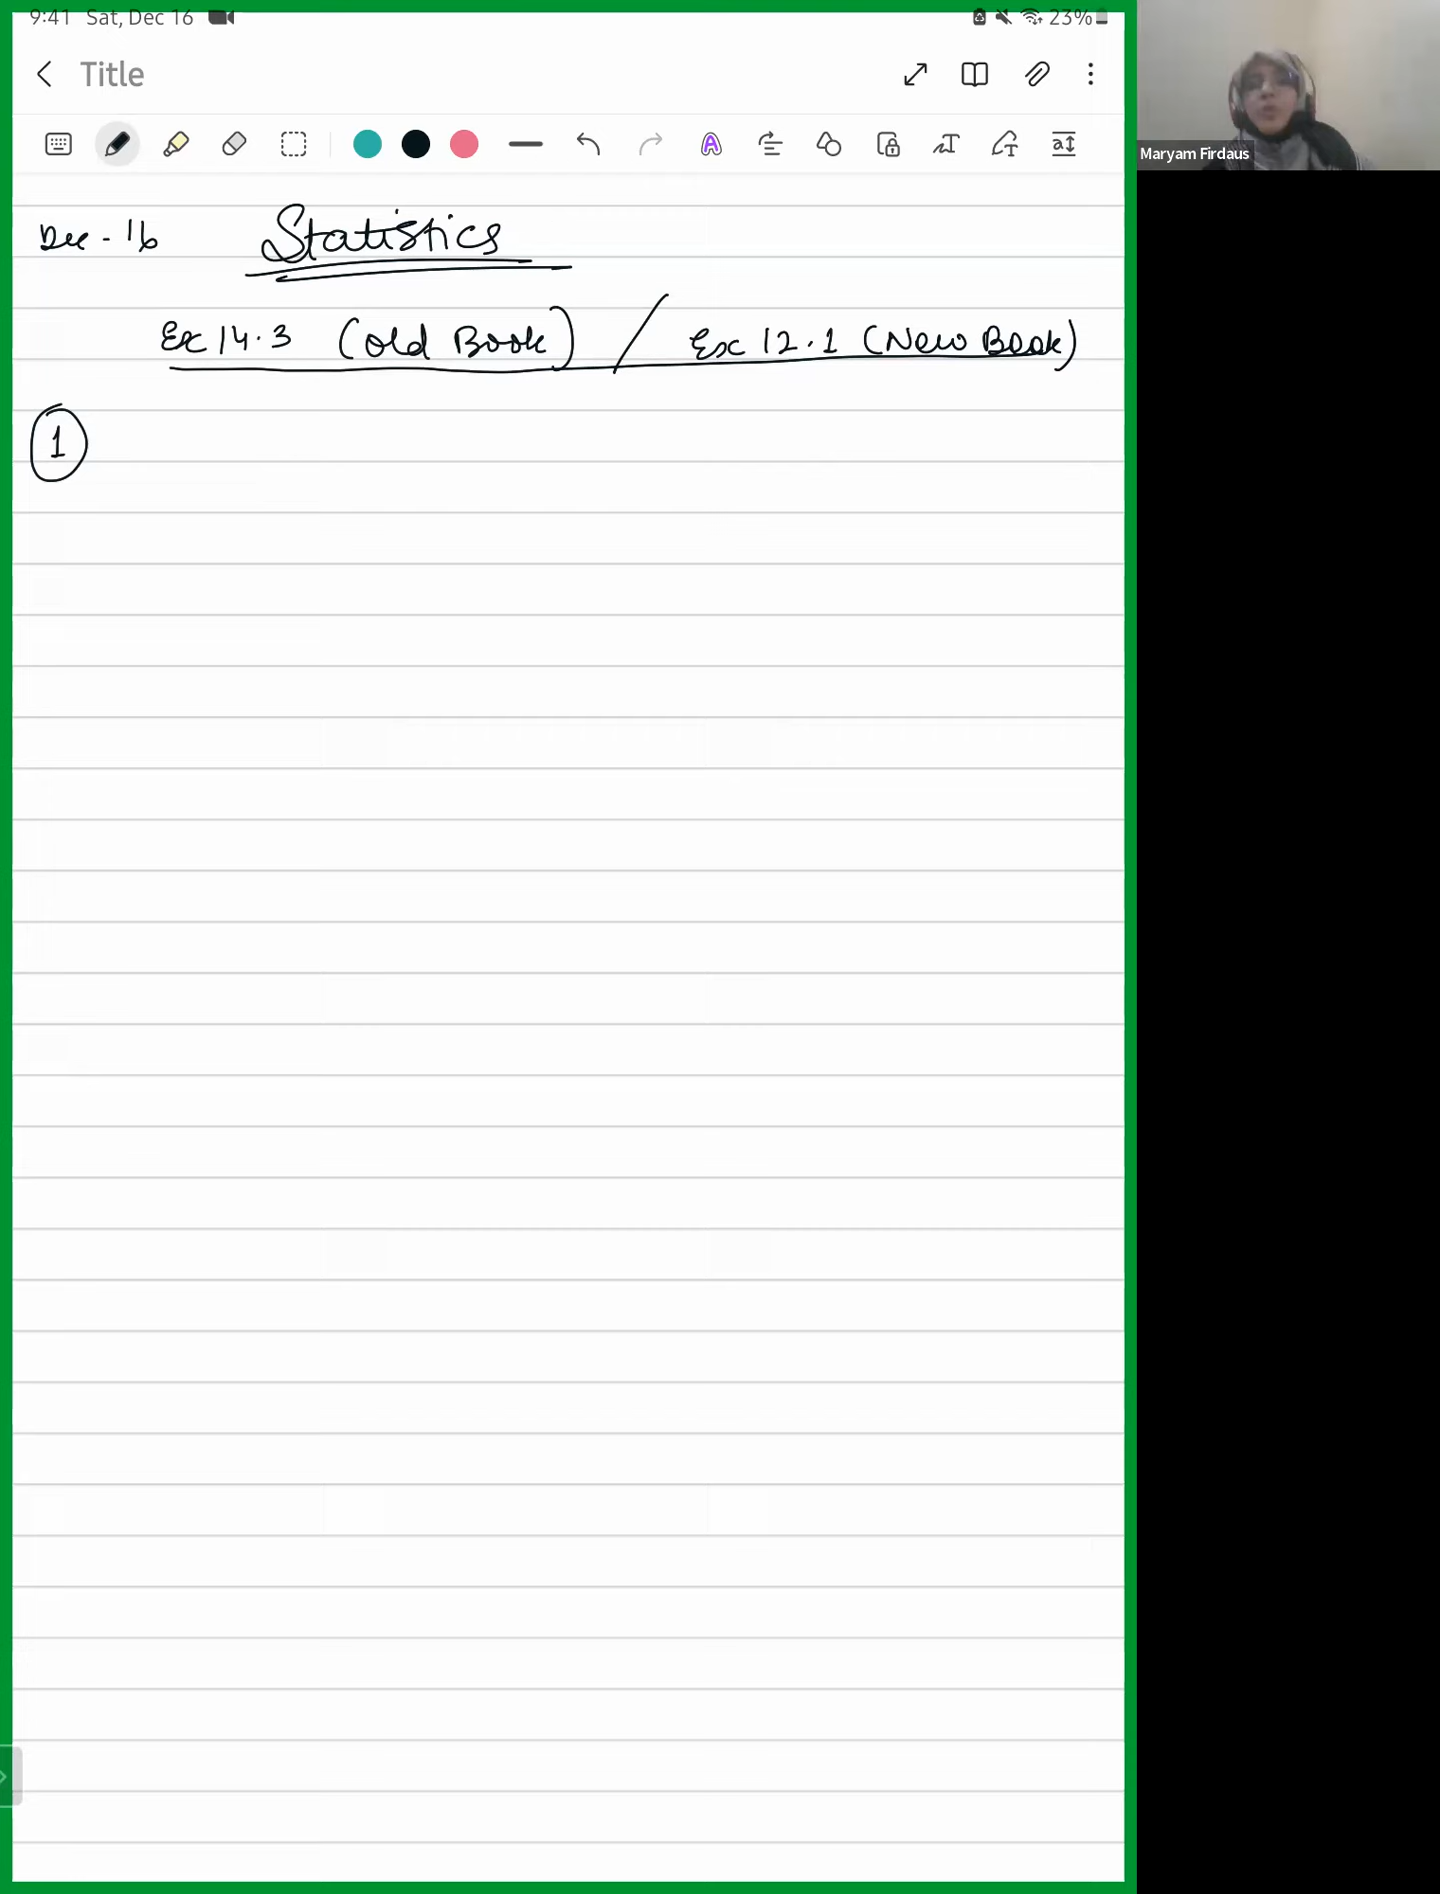 9:41 Sat, Dec 16
23%
Title
Maryam Firdaus
Dec - 16 Statistics
Ex 14.3 (Old Book) / Ex 12.1 (New Book)
1